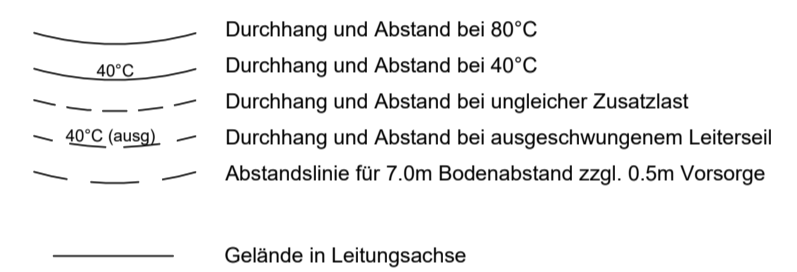 Durchhang und Abstand bei 80°C
40°C Durchhang und Abstand bei 40°C
Durchhang und Abstand bei ungleicher Zusatzlast
40°C (ausg) Durchhang und Abstand bei ausgeschwungenem Leiterseil
Abstandslinie für 7.0m Bodenabstand zzgl. 0.5m Vorsorge
Gelände in Leitungsachse